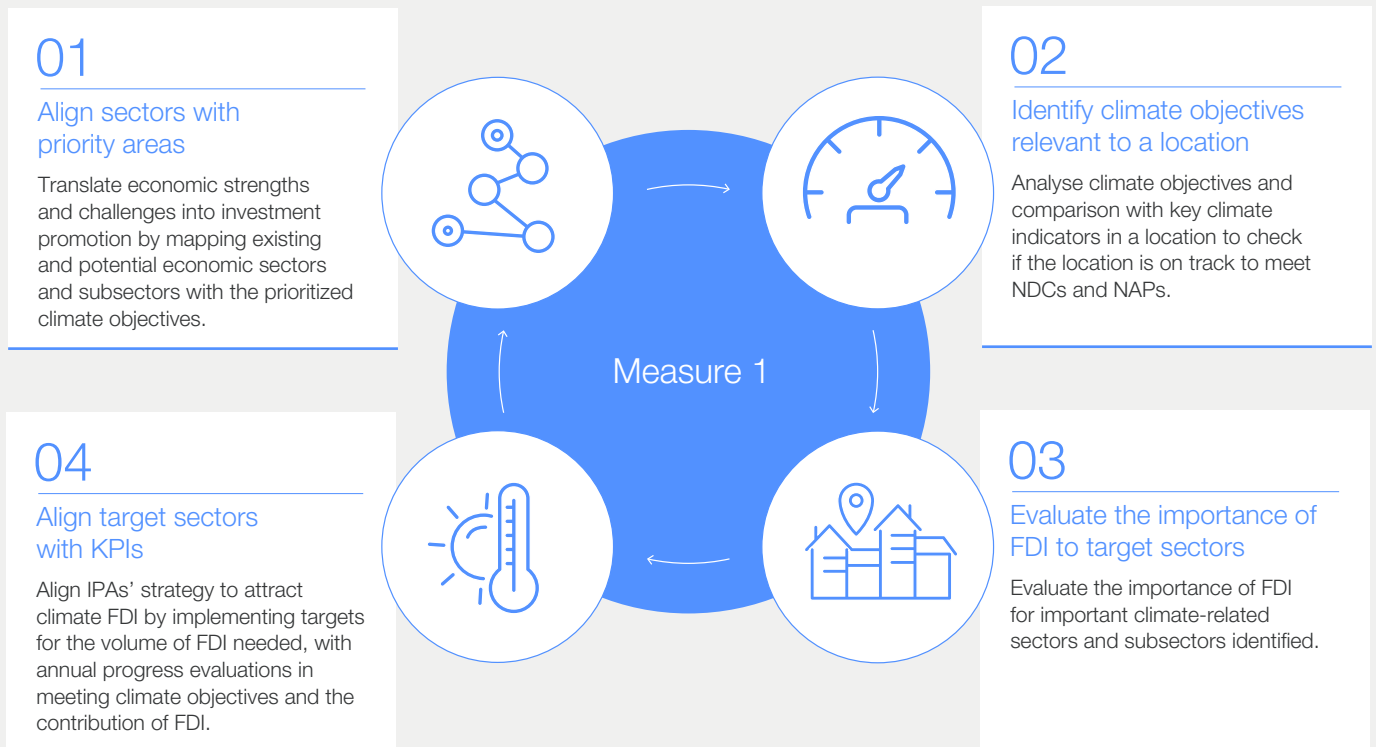 01
Align sectors with
priority areas
Translate economic strengths
and challenges into investment
promotion by mapping existing
and potential economic sectors
and subsectors with the prioritized
climate objectives.
02
Identify climate objectives
relevant to a location
Analyse climate objectives and
comparison with key climate
indicators in a location to check
if the location is on track to meet
NDCs and NAPs.
Measure 1
03
Evaluate the importance of
FDI to target sectors
Evaluate the importance of FDI
for important climate-related
sectors and subsectors identified.
04
Align target sectors
with KPIs
Align IPAs’ strategy to attract
climate FDI by implementing targets
for the volume of FDI needed, with
annual progress evaluations in
meeting climate objectives and the
contribution of FDI.